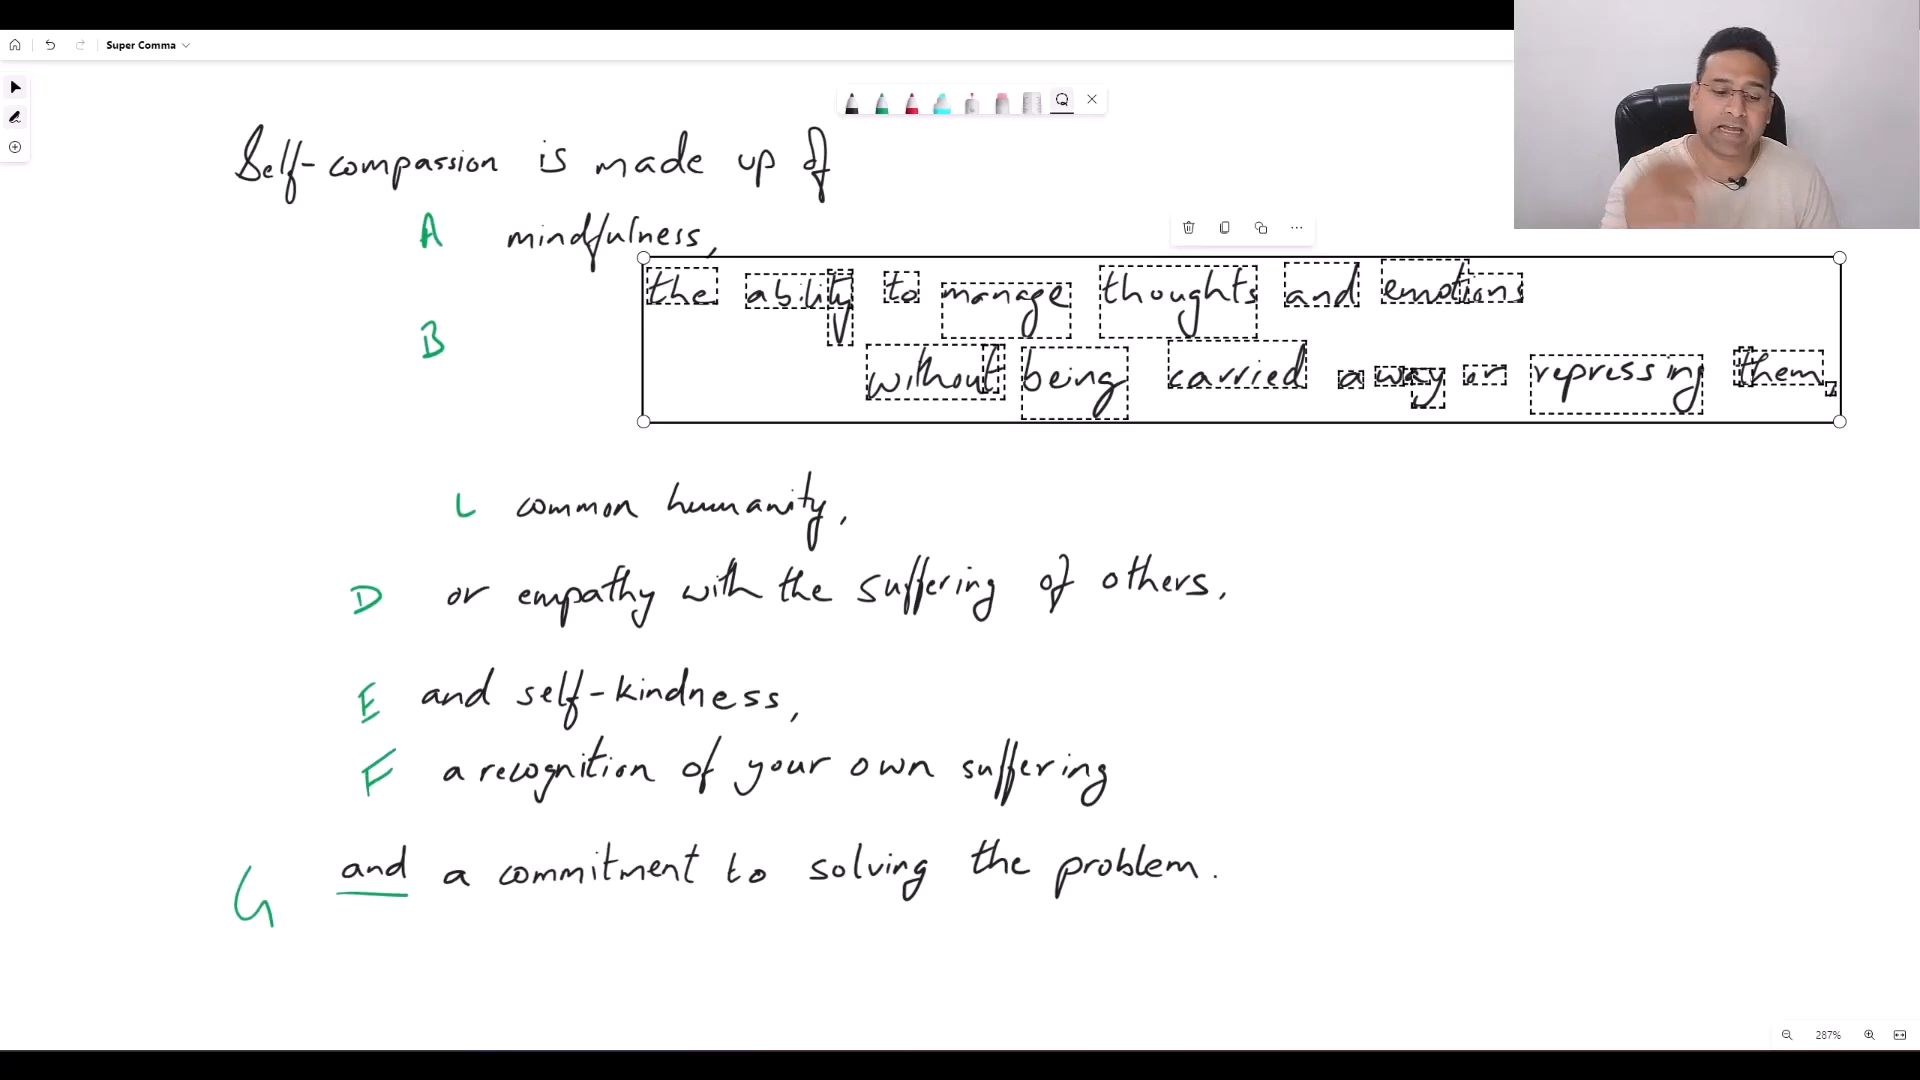 Super Comma
Self-compassion is made up of
A mindfulness,
the ability to manage thoughts and emotions
B
without being carried away or repressing them,
C common humanity,
D or empathy with the suffering of others,
E and self-kindness,
F a recognition of your own suffering
G and a commitment to solving the problem.
287%